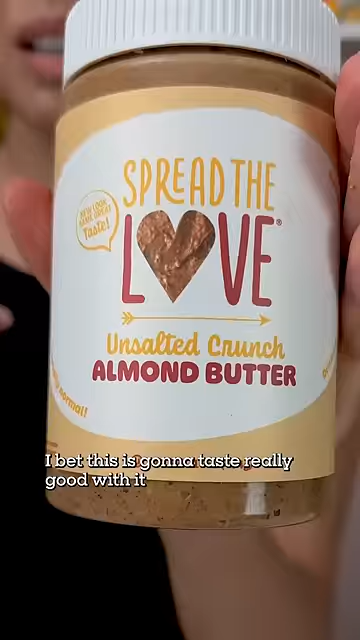 SPREAD THE
LOVE®
NEW LOOK
SAME GREAT
Taste!
Unsalted Crunch
ALMOND BUTTER
normal!
I bet this is gonna taste really
good with it